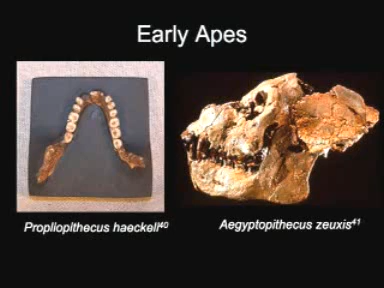 Early Apes
Propliopithecus haeckeli⁴⁰
Aegyptopithecus zeuxis⁴¹